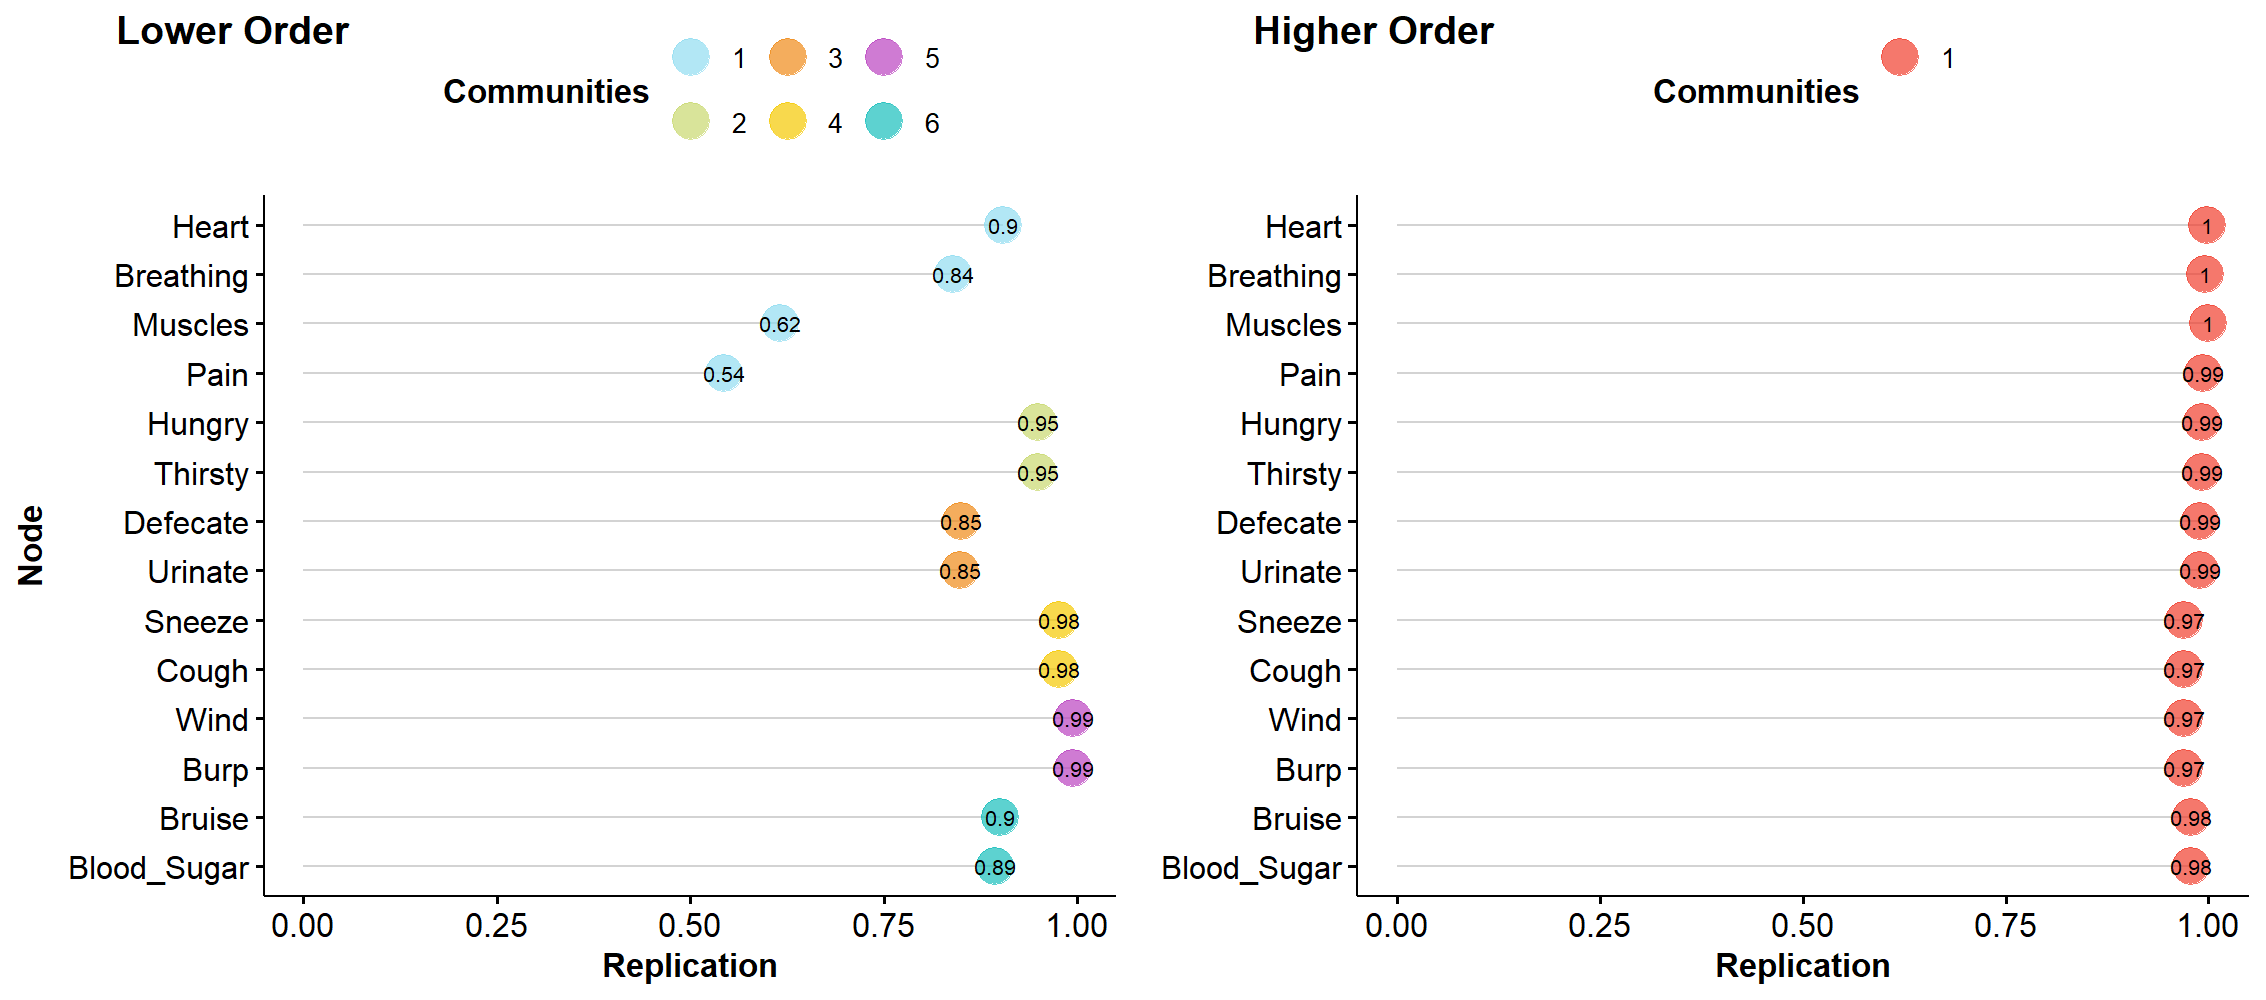 Lower Order
Communities
1 3 5
2 4 6
Node
Heart 0.9
Breathing 0.84
Muscles 0.62
Pain 0.54
Hungry 0.95
Thirsty 0.95
Defecate 0.85
Urinate 0.85
Sneeze 0.98
Cough 0.98
Wind 0.99
Burp 0.99
Bruise 0.9
Blood_Sugar 0.89
0.00 0.25 0.50 0.75 1.00
Replication
Higher Order
Communities
1
Heart 1
Breathing 1
Muscles 1
Pain 0.99
Hungry 0.99
Thirsty 0.99
Defecate 0.99
Urinate 0.99
Sneeze 0.97
Cough 0.97
Wind 0.97
Burp 0.97
Bruise 0.98
Blood_Sugar 0.98
0.00 0.25 0.50 0.75 1.00
Replication